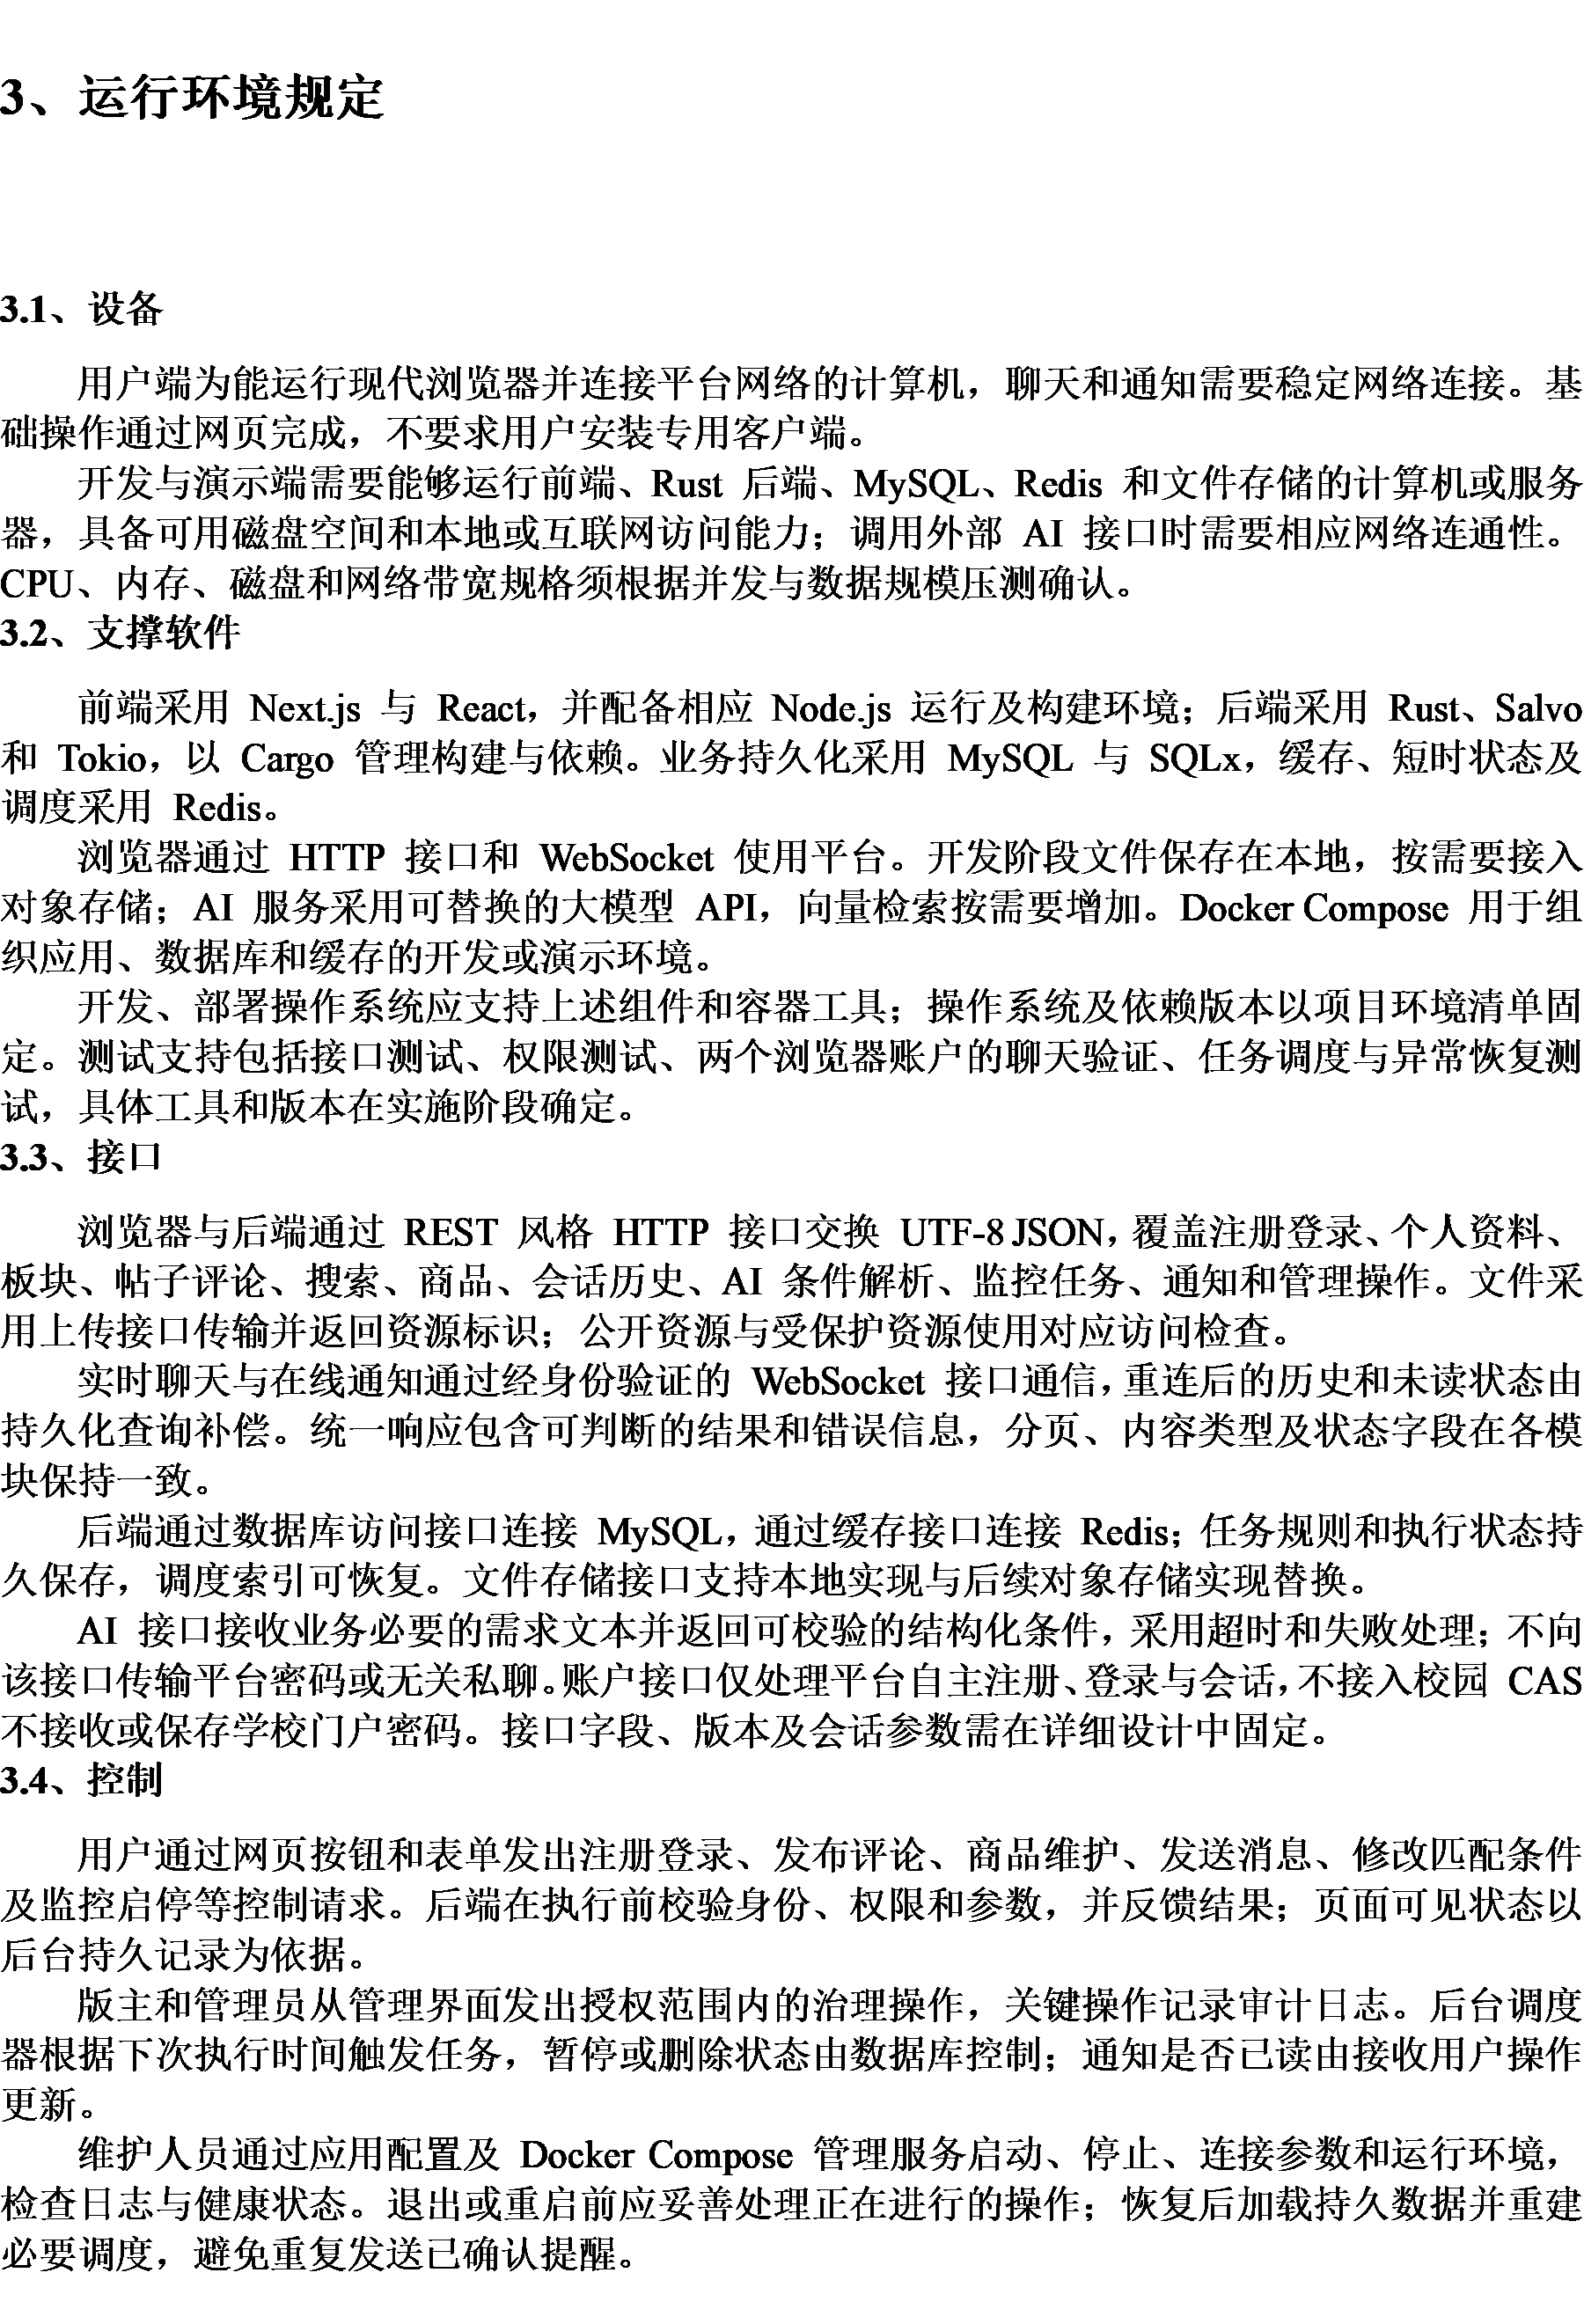 3、运行环境规定
3.1、设备
用户端为能运行现代浏览器并连接平台网络的计算机，聊天和通知需要稳定网络连接。基
础操作通过网页完成，不要求用户安装专用客户端。
开发与演示端需要能够运行前端、Rust 后端、MySQL、Redis 和文件存储的计算机或服务
器，具备可用磁盘空间和本地或互联网访问能力；调用外部 AI 接口时需要相应网络连通性。
CPU、内存、磁盘和网络带宽规格须根据并发与数据规模压测确认。
3.2、支撑软件
前端采用 Next.js 与 React，并配备相应 Node.js 运行及构建环境；后端采用 Rust、Salvo
和 Tokio，以 Cargo 管理构建与依赖。业务持久化采用 MySQL 与 SQLx，缓存、短时状态及
调度采用 Redis。
浏览器通过 HTTP 接口和 WebSocket 使用平台。开发阶段文件保存在本地，按需要接入
对象存储；AI 服务采用可替换的大模型 API，向量检索按需要增加。Docker Compose 用于组
织应用、数据库和缓存的开发或演示环境。
开发、部署操作系统应支持上述组件和容器工具；操作系统及依赖版本以项目环境清单固
定。测试支持包括接口测试、权限测试、两个浏览器账户的聊天验证、任务调度与异常恢复测
试，具体工具和版本在实施阶段确定。
3.3、接口
浏览器与后端通过 REST 风格 HTTP 接口交换 UTF-8 JSON，覆盖注册登录、个人资料、
板块、帖子评论、搜索、商品、会话历史、AI 条件解析、监控任务、通知和管理操作。文件采
用上传接口传输并返回资源标识；公开资源与受保护资源使用对应访问检查。
实时聊天与在线通知通过经身份验证的 WebSocket 接口通信，重连后的历史和未读状态由
持久化查询补偿。统一响应包含可判断的结果和错误信息，分页、内容类型及状态字段在各模
块保持一致。
后端通过数据库访问接口连接 MySQL，通过缓存接口连接 Redis；任务规则和执行状态持
久保存，调度索引可恢复。文件存储接口支持本地实现与后续对象存储实现替换。
AI 接口接收业务必要的需求文本并返回可校验的结构化条件，采用超时和失败处理；不向
该接口传输平台密码或无关私聊。账户接口仅处理平台自主注册、登录与会话，不接入校园 CAS
不接收或保存学校门户密码。接口字段、版本及会话参数需在详细设计中固定。
3.4、控制
用户通过网页按钮和表单发出注册登录、发布评论、商品维护、发送消息、修改匹配条件
及监控启停等控制请求。后端在执行前校验身份、权限和参数，并反馈结果；页面可见状态以
后台持久记录为依据。
版主和管理员从管理界面发出授权范围内的治理操作，关键操作记录审计日志。后台调度
器根据下次执行时间触发任务，暂停或删除状态由数据库控制；通知是否已读由接收用户操作
更新。
维护人员通过应用配置及 Docker Compose 管理服务启动、停止、连接参数和运行环境，
检查日志与健康状态。退出或重启前应妥善处理正在进行的操作；恢复后加载持久数据并重建
必要调度，避免重复发送已确认提醒。